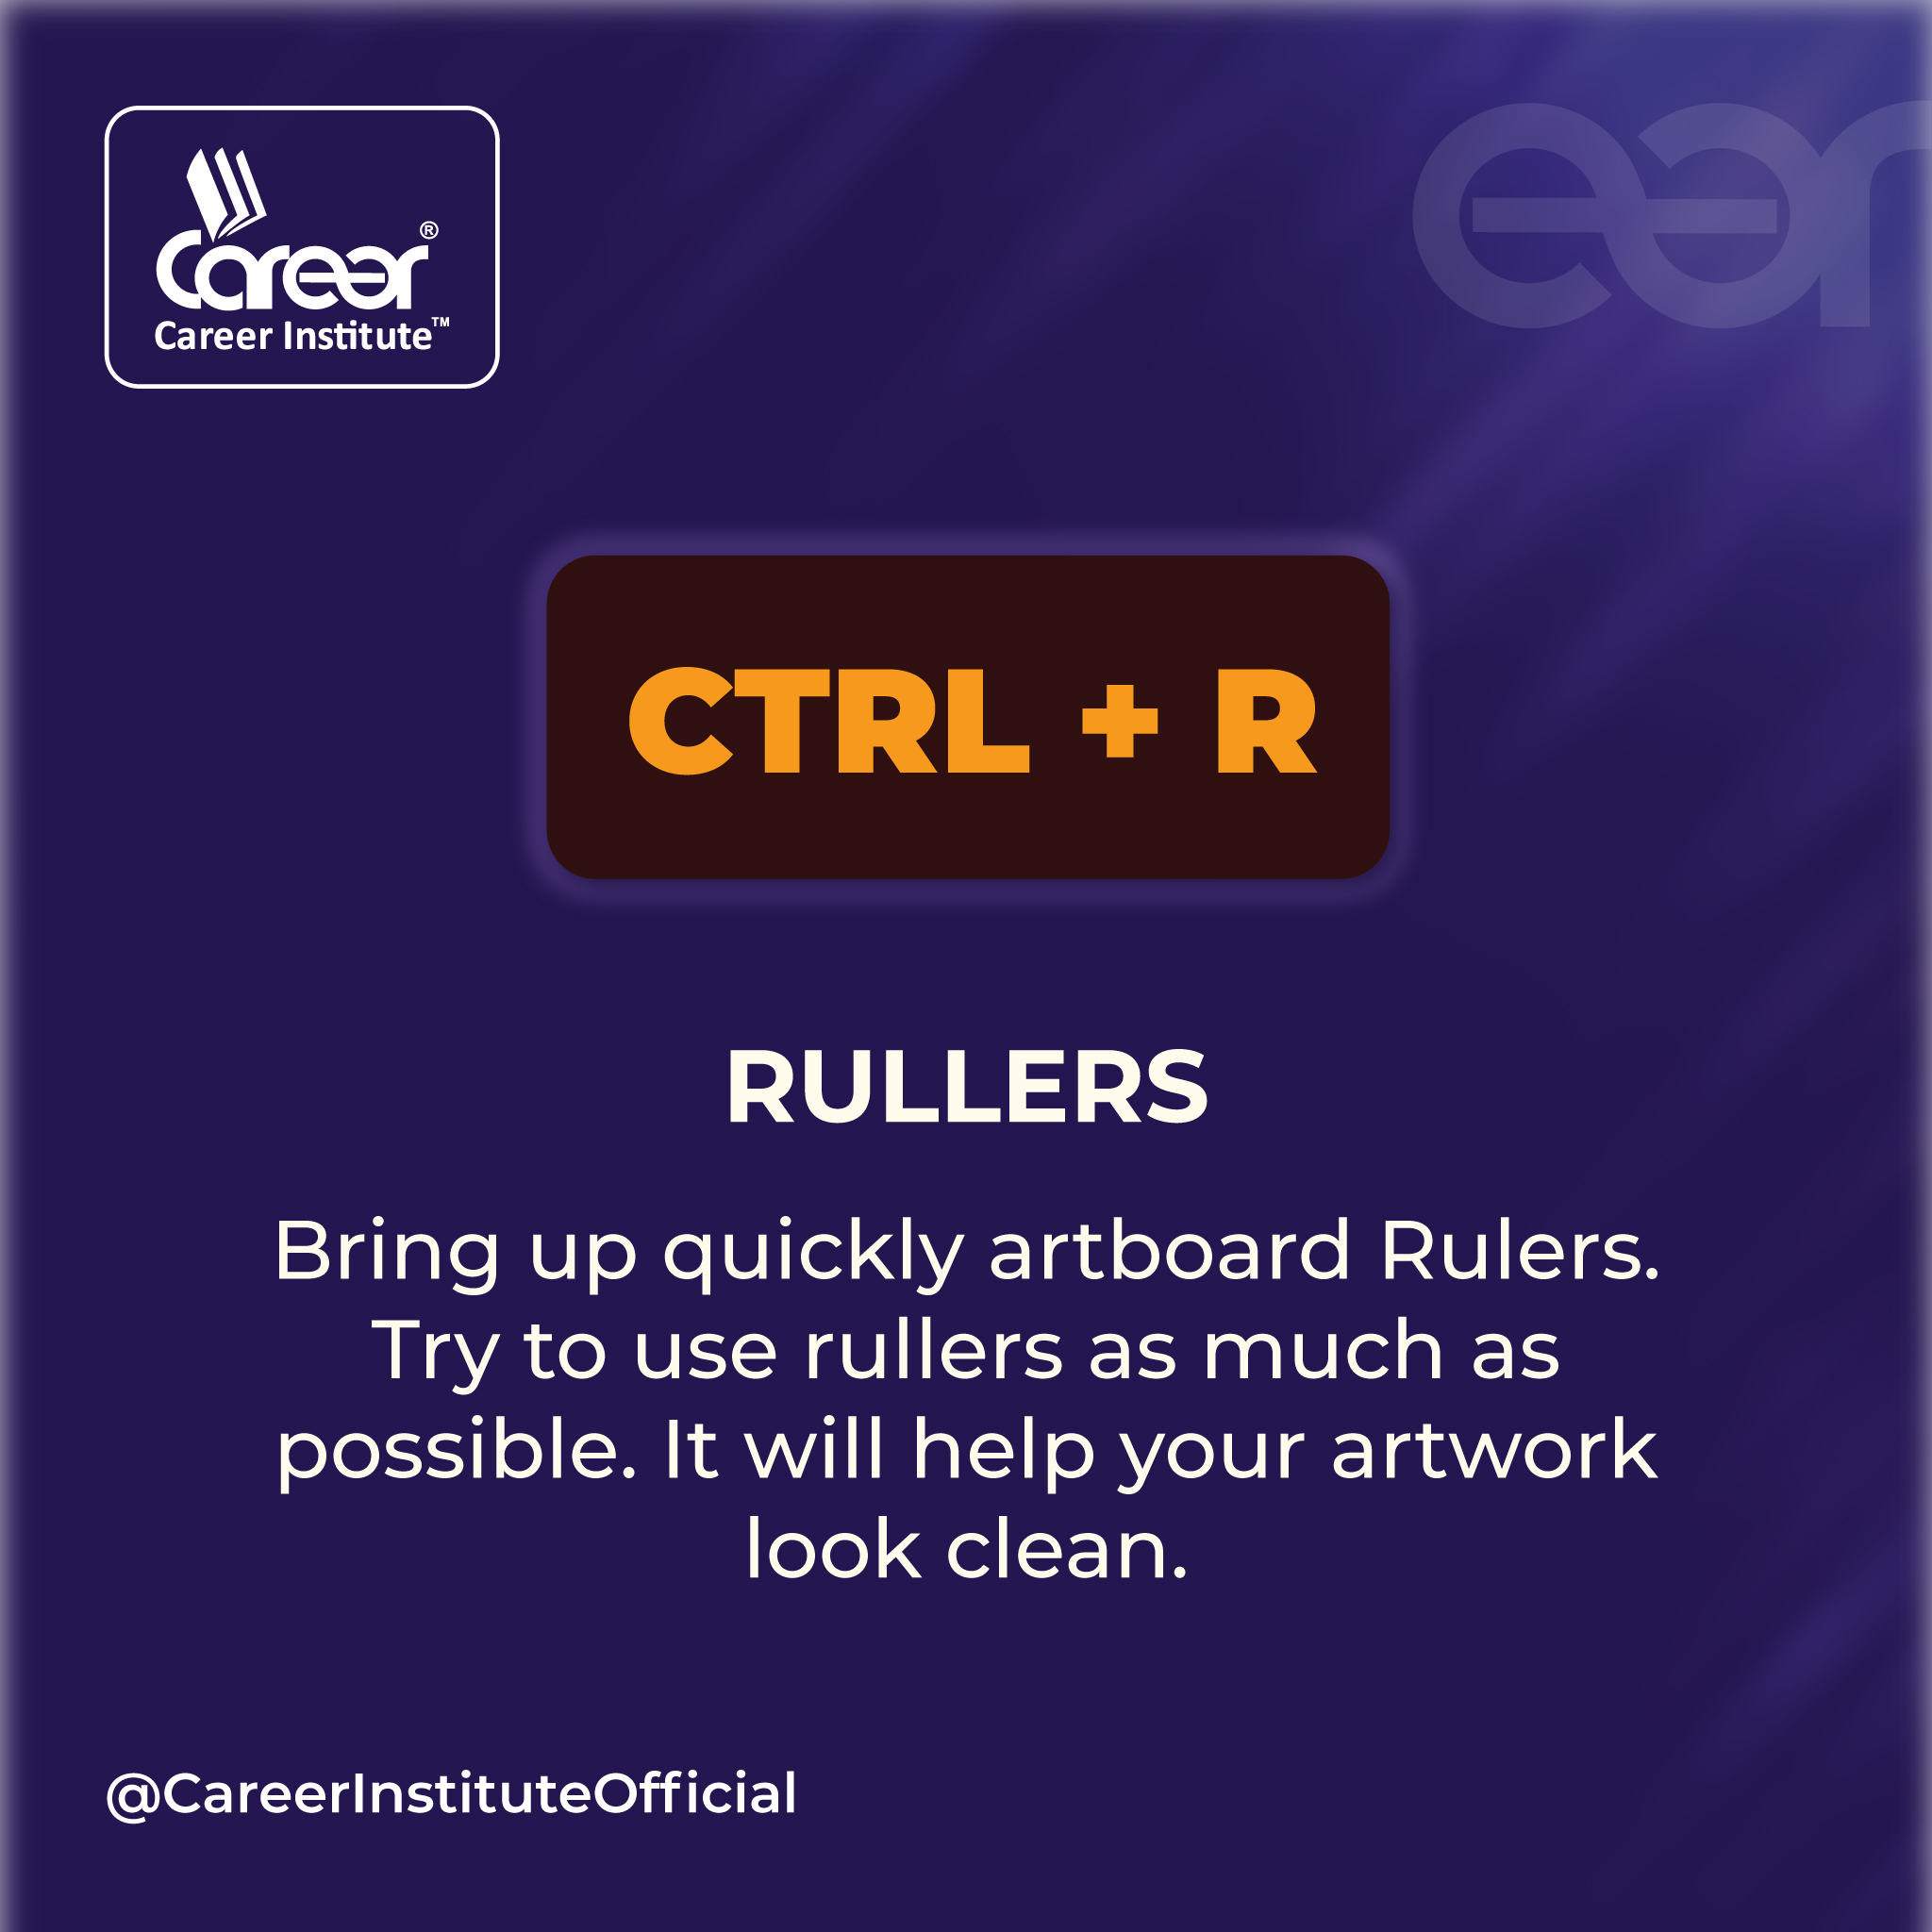 career®
Career Institute™
ear
CTRL + R
RULLERS
Bring up quickly artboard Rulers.
Try to use rullers as much as
possible. It will help your artwork
look clean.
@CareerInstituteOfficial